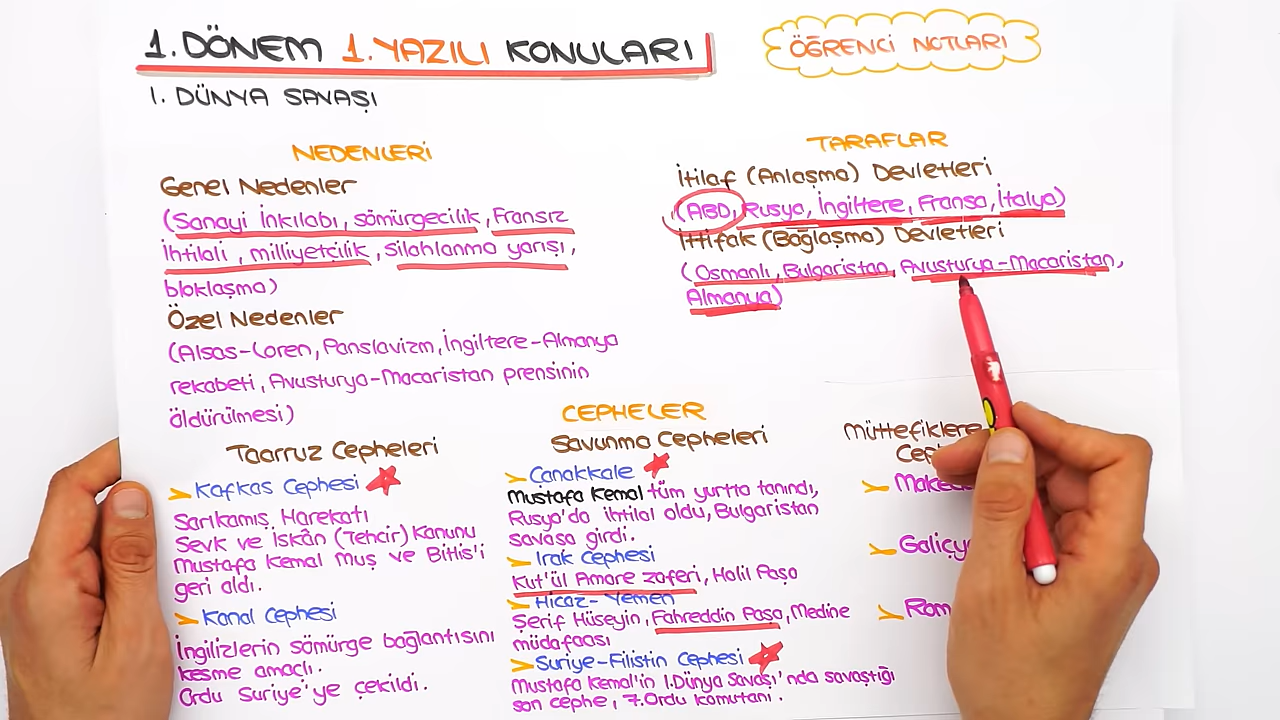 1.DÖNEM 1.YAZILI KONULARI
ÖĞRENCİ NOTLARI
I. DÜNYA SAVAŞI
NEDENLERİ
Genel Nedenler
(Sanayi İnkılabı, sömürgecilik, Fransız
İhtilali, milliyetçilik, Silahlanma yarışı,
bloklaşma)
Özel Nedenler
(Alsas-Loren, Panslavizm, İngiltere-Almanya
rekabeti, Avusturya-Macaristan prensinin
öldürülmesi)
TARAFLAR
İtilaf (Anlaşma) Devletleri
(ABD, Rusya, İngiltere, Fransa, İtalya)
İttifak (Bağlaşma) Devletleri
(Osmanlı, Bulgaristan, Avusturya-Macaristan,
Almanya)
CEPHELER
Taarruz Cepheleri
➤ Kafkas Cephesi
Sarıkamış Harekatı
Sevk ve İskân (Tehcir) Kanunu
Mustafa Kemal Muş ve Bitlis'i
geri aldı.
➤ Kanal Cephesi
İngilizlerin sömürge bağlantısını
kesme amaçlı.
Ordu Suriye'ye çekildi.
Savunma Cepheleri
➤ Çanakkale
Mustafa Kemal tüm yurtta tanındı,
Rusya'da ihtilal oldu, Bulgaristan
savaşa girdi.
➤ Irak Cephesi
Kut'ül Amare zaferi, Halil Paşa
➤ Hicaz-Yemen
Şerif Hüseyin, Fahreddin Paşa, Medine
müdafaası
➤ Suriye-Filistin Cephesi
Mustafa Kemal'in I.Dünya Savaşı'nda savaştığı
son cephe, 7.Ordu komutanı.
Müttefiklere